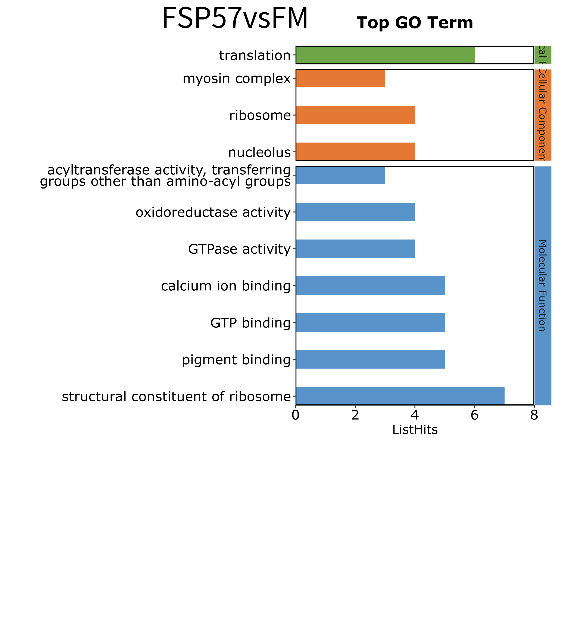 FSP57vsFM
Top GO Term
translation
myosin complex
ribosome
nucleolus
acyltransferase activity, transferring
groups other than amino-acyl groups
oxidoreductase activity
GTPase activity
calcium ion binding
GTP binding
pigment binding
structural constituent of ribosome
0 2 4 6 8
ListHits
Cellular Component
Molecular Function